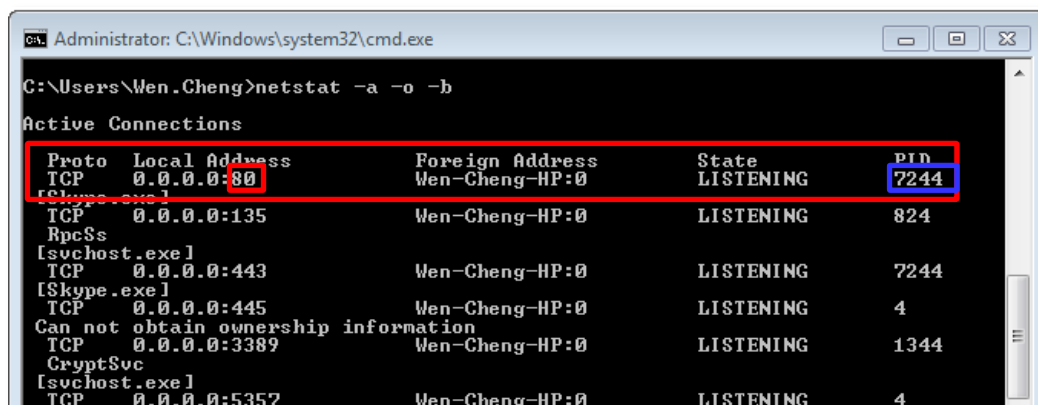 Administrator: C:\Windows\system32\cmd.exe
C:\Users\Wen.Cheng>netstat -a -o -b
Active Connections
Proto Local Address Foreign Address State PID
TCP 0.0.0.0:80 Wen-Cheng-HP:0 LISTENING 7244
[Skype.exe]
TCP 0.0.0.0:135 Wen-Cheng-HP:0 LISTENING 824
RpcSs
[svchost.exe]
TCP 0.0.0.0:443 Wen-Cheng-HP:0 LISTENING 7244
[Skype.exe]
TCP 0.0.0.0:445 Wen-Cheng-HP:0 LISTENING 4
Can not obtain ownership information
TCP 0.0.0.0:3389 Wen-Cheng-HP:0 LISTENING 1344
CryptSvc
[svchost.exe]
TCP 0.0.0.0:5357 Wen-Cheng-HP:0 LISTENING 4